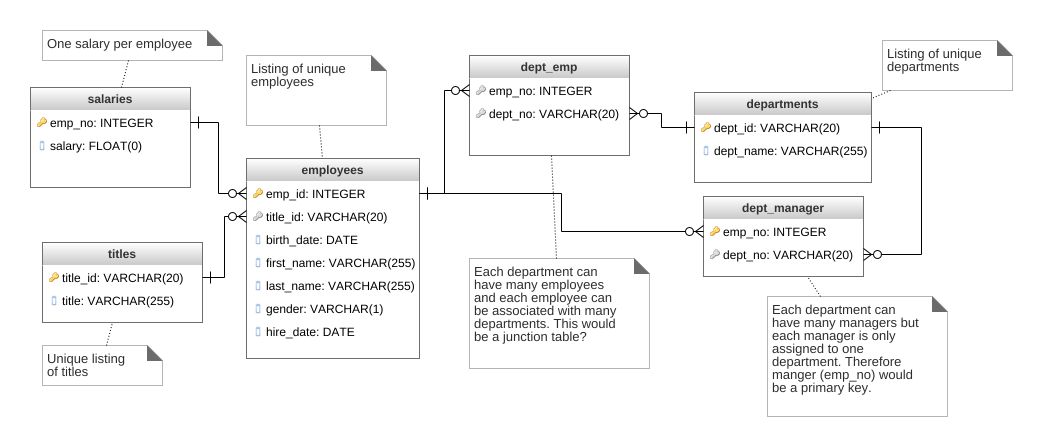 One salary per employee
salaries
emp_no: INTEGER
salary: FLOAT(0)
Listing of unique
employees
employees
emp_id: INTEGER
title_id: VARCHAR(20)
birth_date: DATE
first_name: VARCHAR(255)
last_name: VARCHAR(255)
gender: VARCHAR(1)
hire_date: DATE
titles
title_id: VARCHAR(20)
title: VARCHAR(255)
Unique listing
of titles
dept_emp
emp_no: INTEGER
dept_no: VARCHAR(20)
Each department can
have many employees
and each employee can
be associated with many
departments. This would
be a junction table?
Listing of unique
departments
departments
dept_id: VARCHAR(20)
dept_name: VARCHAR(255)
dept_manager
emp_no: INTEGER
dept_no: VARCHAR(20)
Each department can
have many managers but
each manager is only
assigned to one
department. Therefore
manger (emp_no) would
be a primary key.